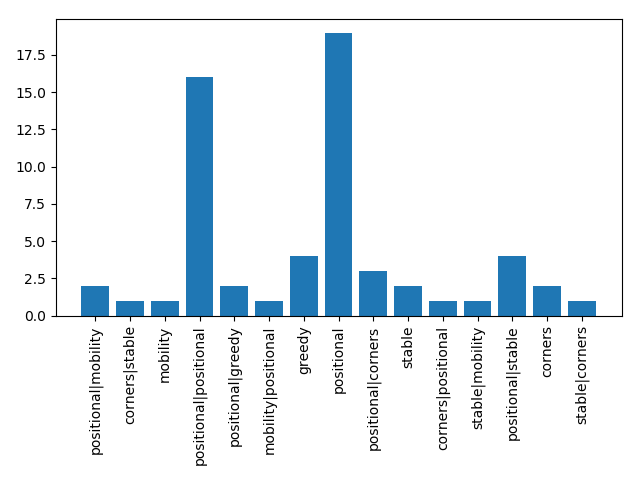 17.5
15.0
12.5
10.0
7.5
5.0
2.5
0.0
positional|mobility
corners|stable
mobility
positional|positional
positional|greedy
mobility|positional
greedy
positional
positional|corners
stable
corners|positional
stable|mobility
positional|stable
corners
stable|corners